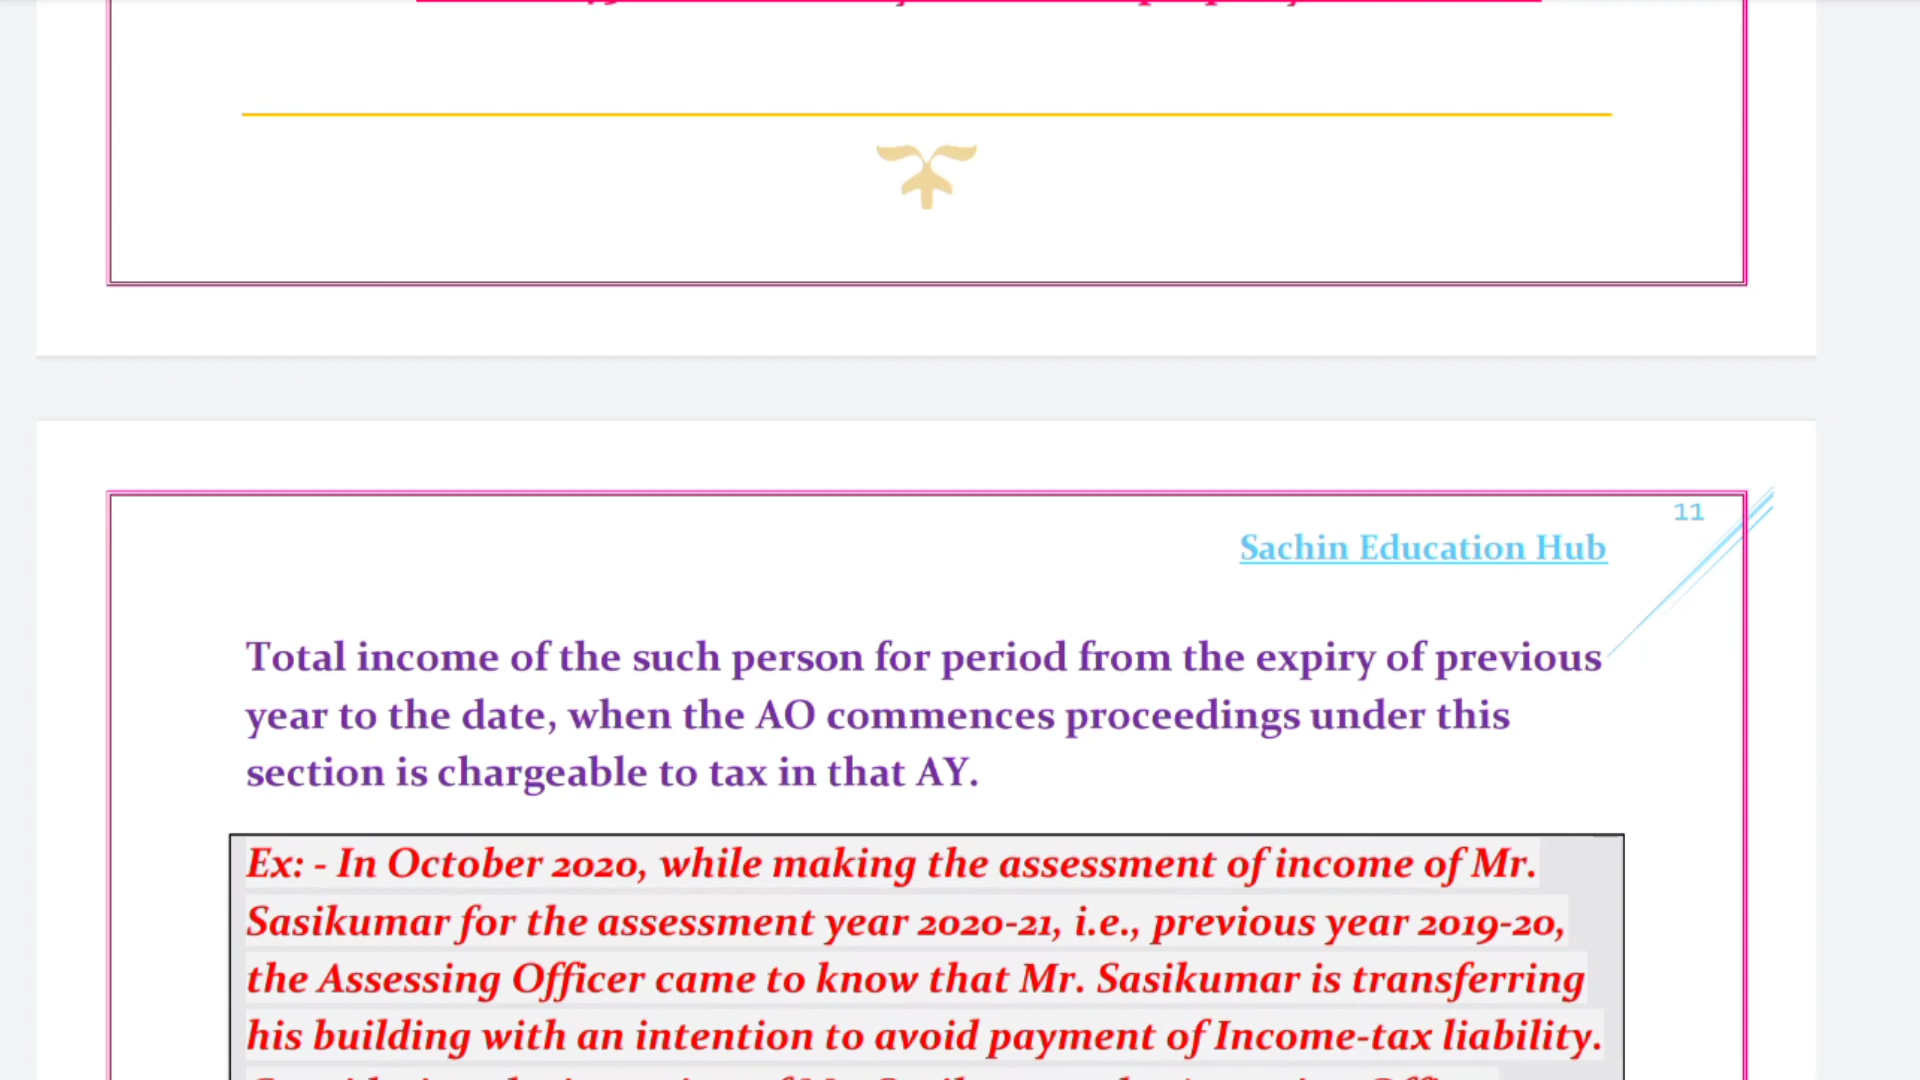 11
Sachin Education Hub
Total income of the such person for period from the expiry of previous
year to the date, when the AO commences proceedings under this
section is chargeable to tax in that AY.
Ex: - In October 2020, while making the assessment of income of Mr.
Sasikumar for the assessment year 2020-21, i.e., previous year 2019-20,
the Assessing Officer came to know that Mr. Sasikumar is transferring
his building with an intention to avoid payment of Income-tax liability.